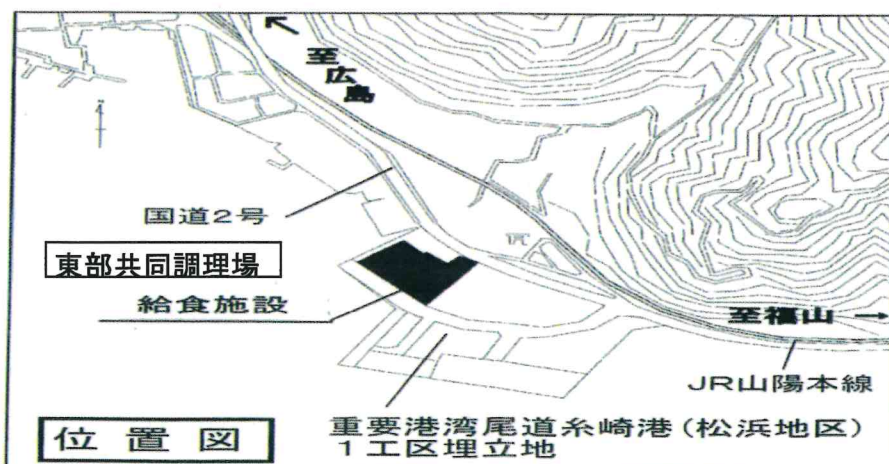 至広島
国道2号
東部共同調理場
給食施設
至福山
JR山陽本線
重要港湾尾道糸崎港(松浜地区)
1工区埋立地
位置図